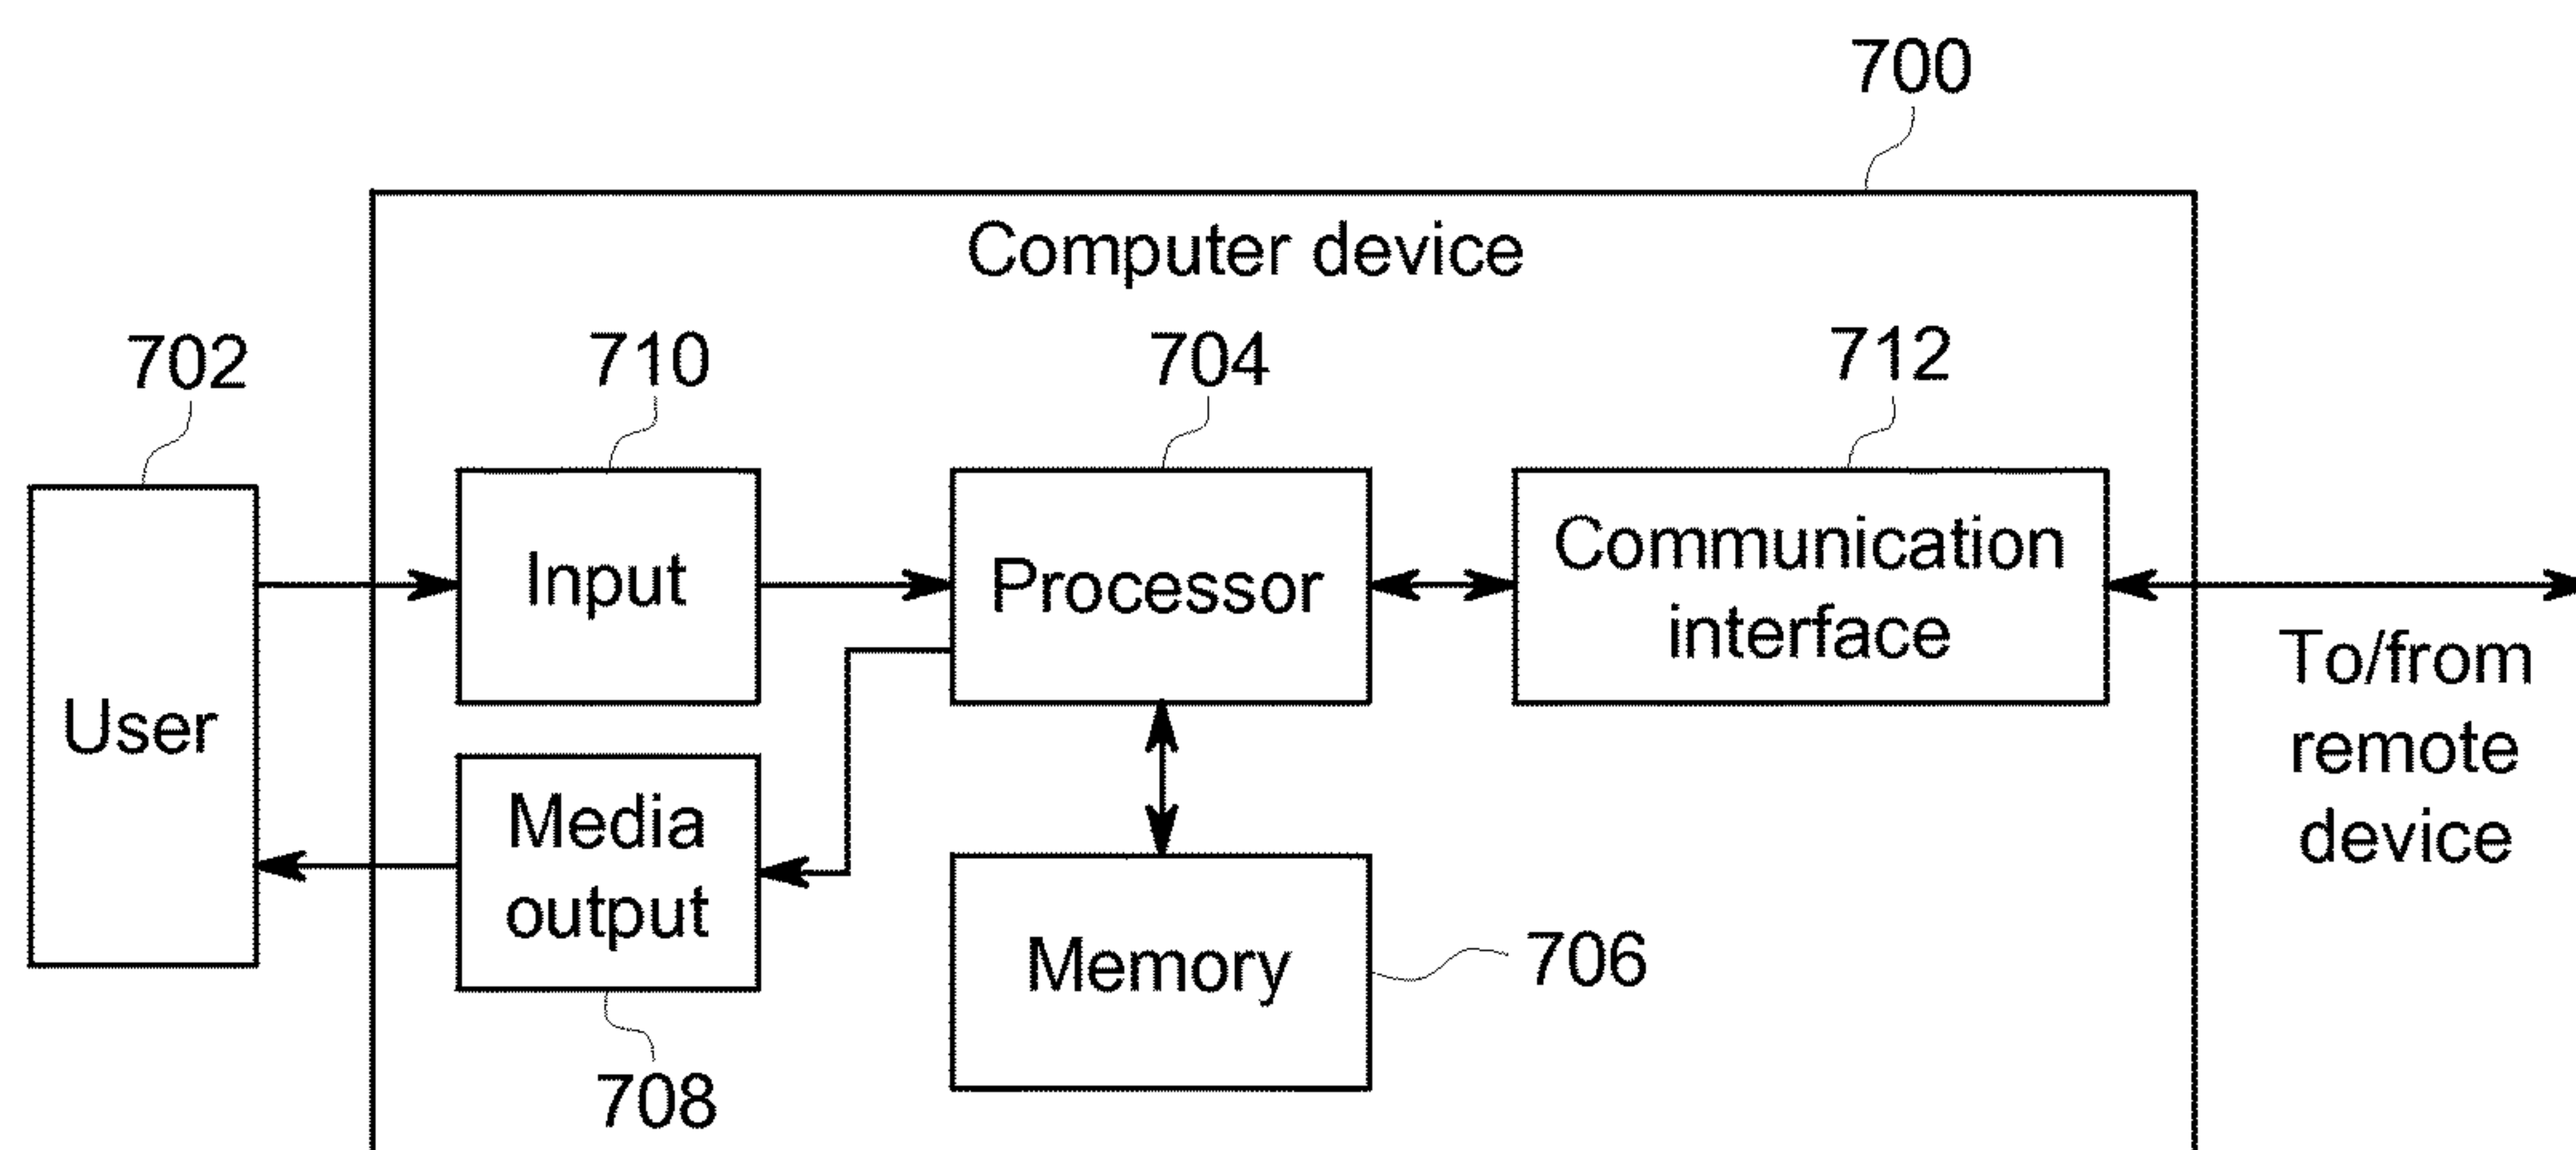 700
Computer device
702
710
704
712
User
Input
Processor
Communication
interface
To/from
remote
device
Media
output
Memory
706
708